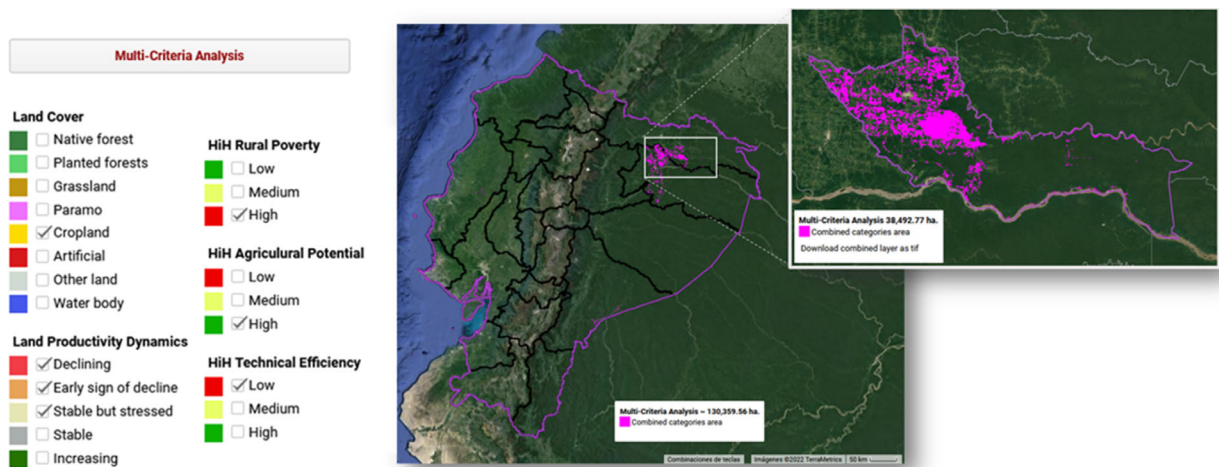 Multi-Criteria Analysis
Land Cover
Native forest
Planted forests
Grassland
Paramo
Cropland
Artificial
Other land
Water body
Land Productivity Dynamics
Declining
Early sign of decline
Stable but stressed
Stable
Increasing
HiH Rural Poverty
Low
Medium
High
HiH Agriculural Potential
Low
Medium
High
HiH Technical Efficiency
Low
Medium
High
Multi-Criteria Analysis ~ 130,359.56 ha.
Combined categories area
Combinaciones de teclas
Imágenes ©2022 TerraMetrics
50 km
Multi-Criteria Analysis 38,492.77 ha.
Combined categories area
Download combined layer as tif